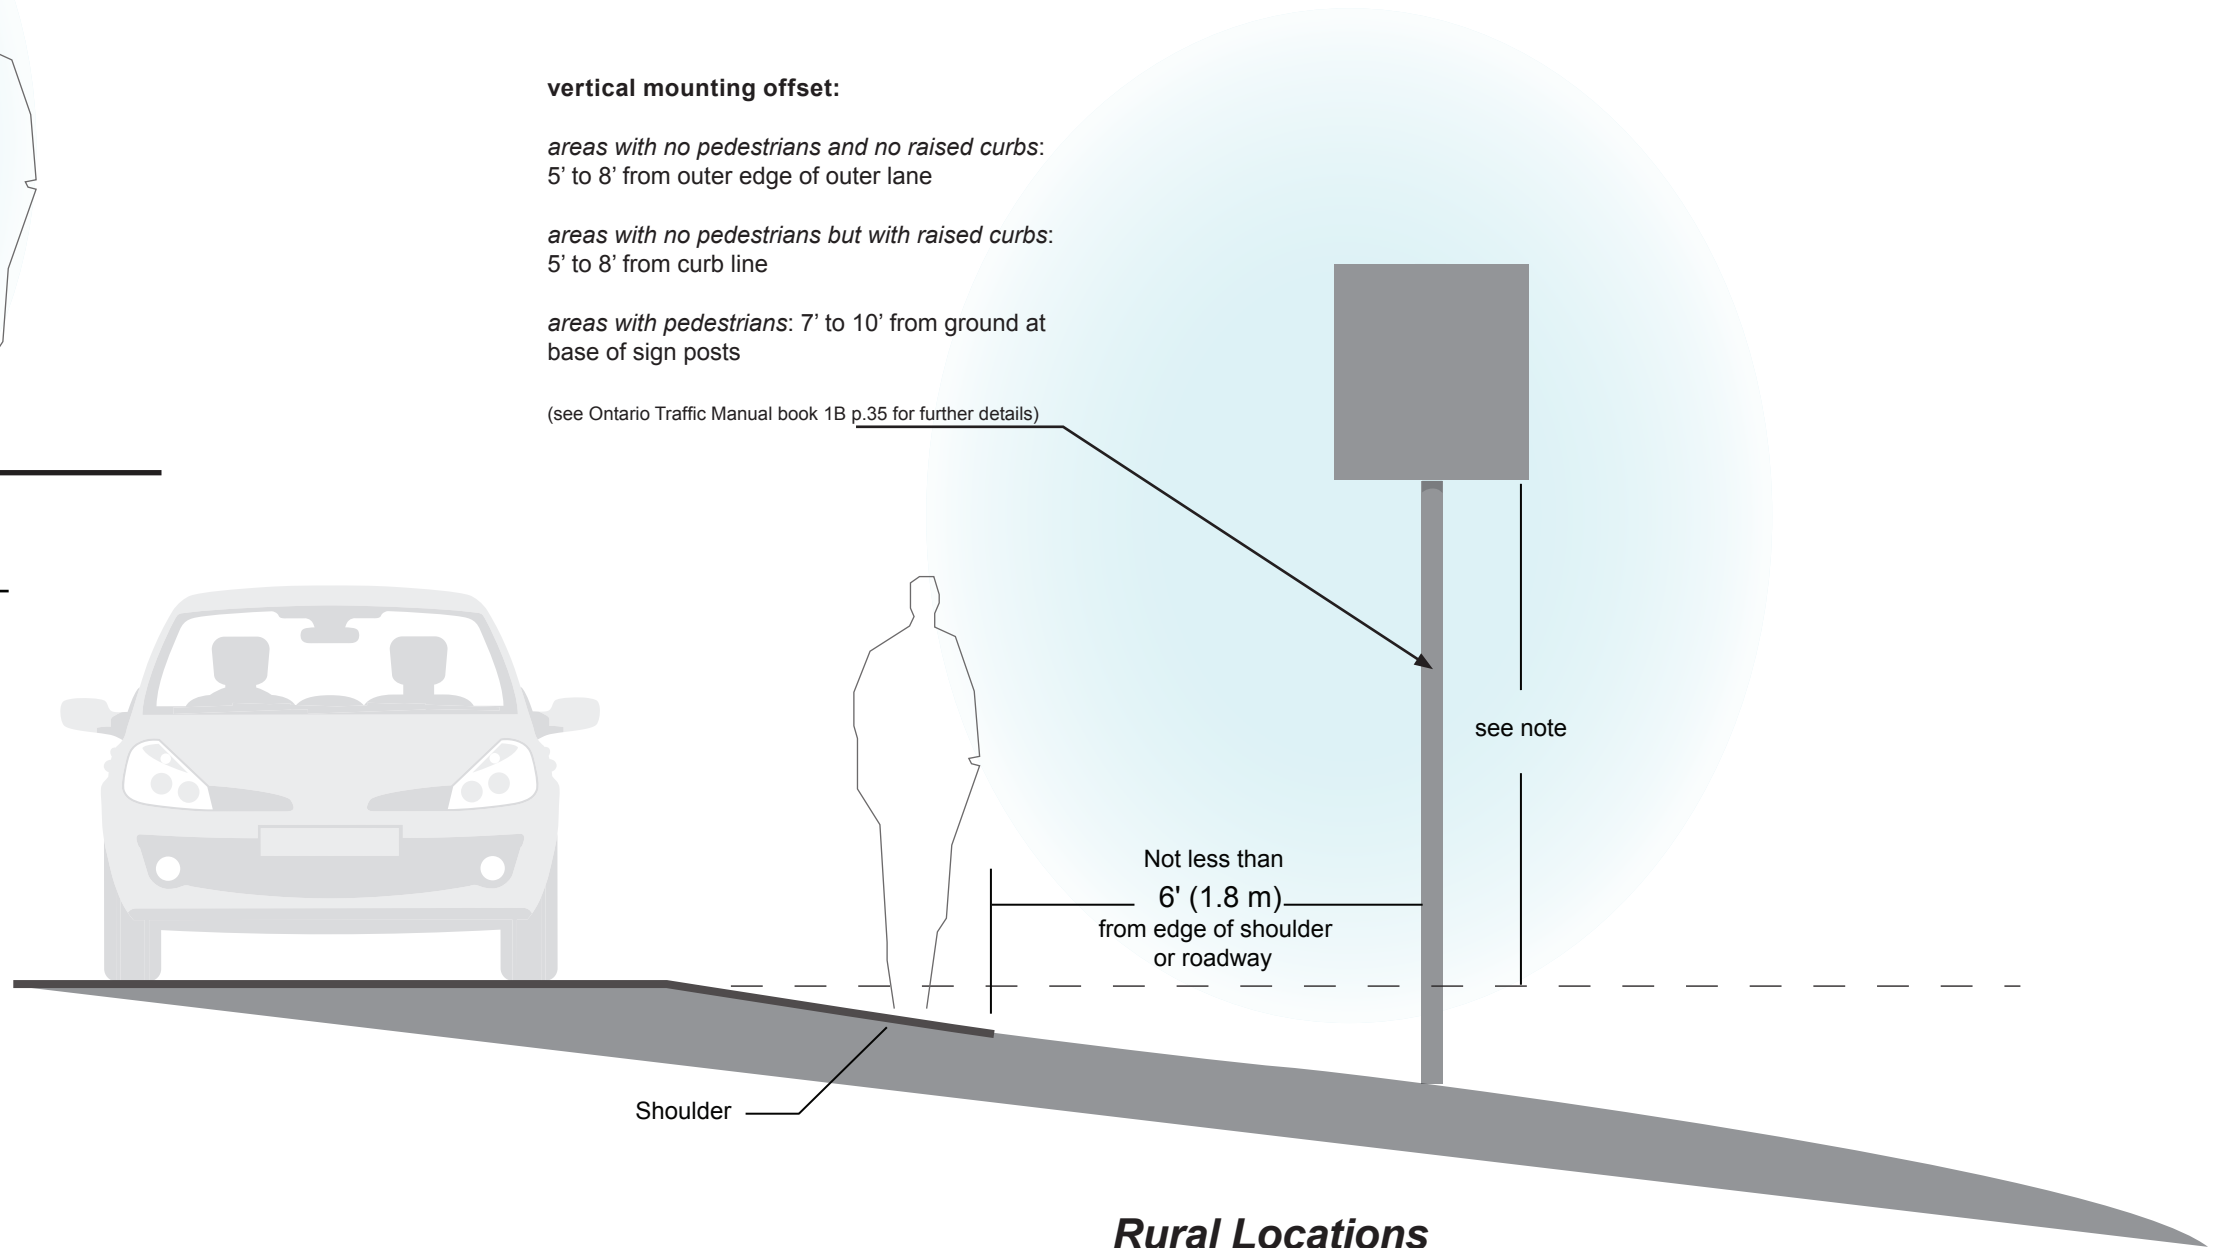 vertical mounting offset:
areas with no pedestrians and no raised curbs:
5’ to 8’ from outer edge of outer lane
areas with no pedestrians but with raised curbs:
5’ to 8’ from curb line
areas with pedestrians: 7’ to 10’ from ground at
base of sign posts
(see Ontario Traffic Manual book 1B p.35 for further details)
see note
Not less than
6' (1.8 m)
from edge of shoulder
or roadway
Shoulder
Rural Locations